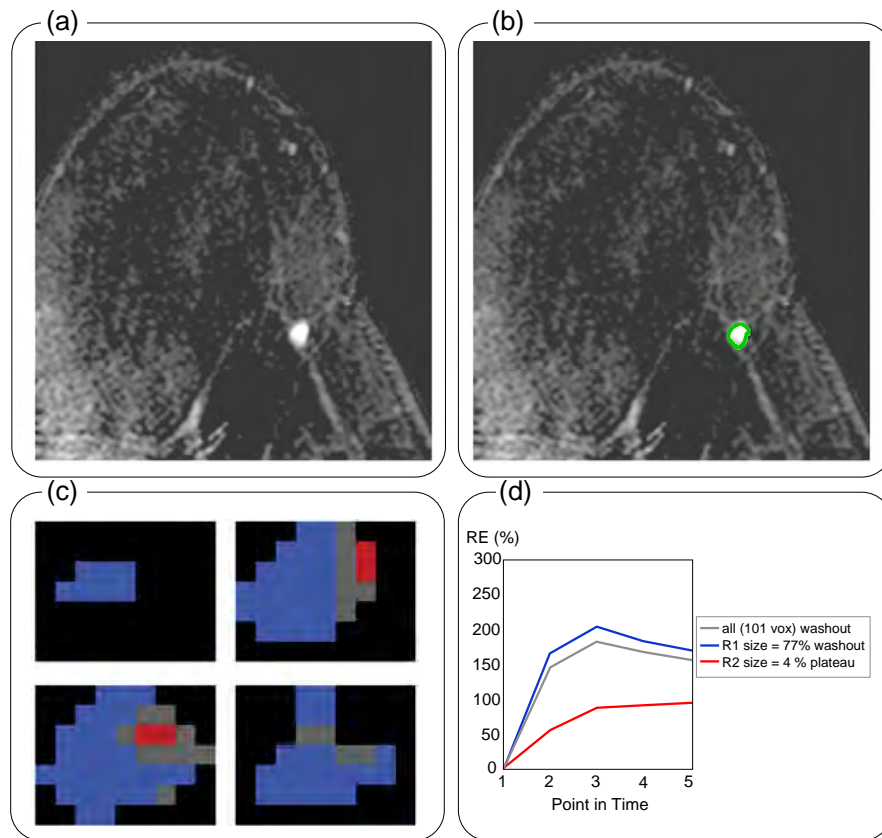 (a)
(b)
(c)
(d)
RE (%)
300
250
200
150
100
50
0
1 2 3 4 5
Point in Time
all (101 vox) washout
R1 size = 77% washout
R2 size = 4 % plateau